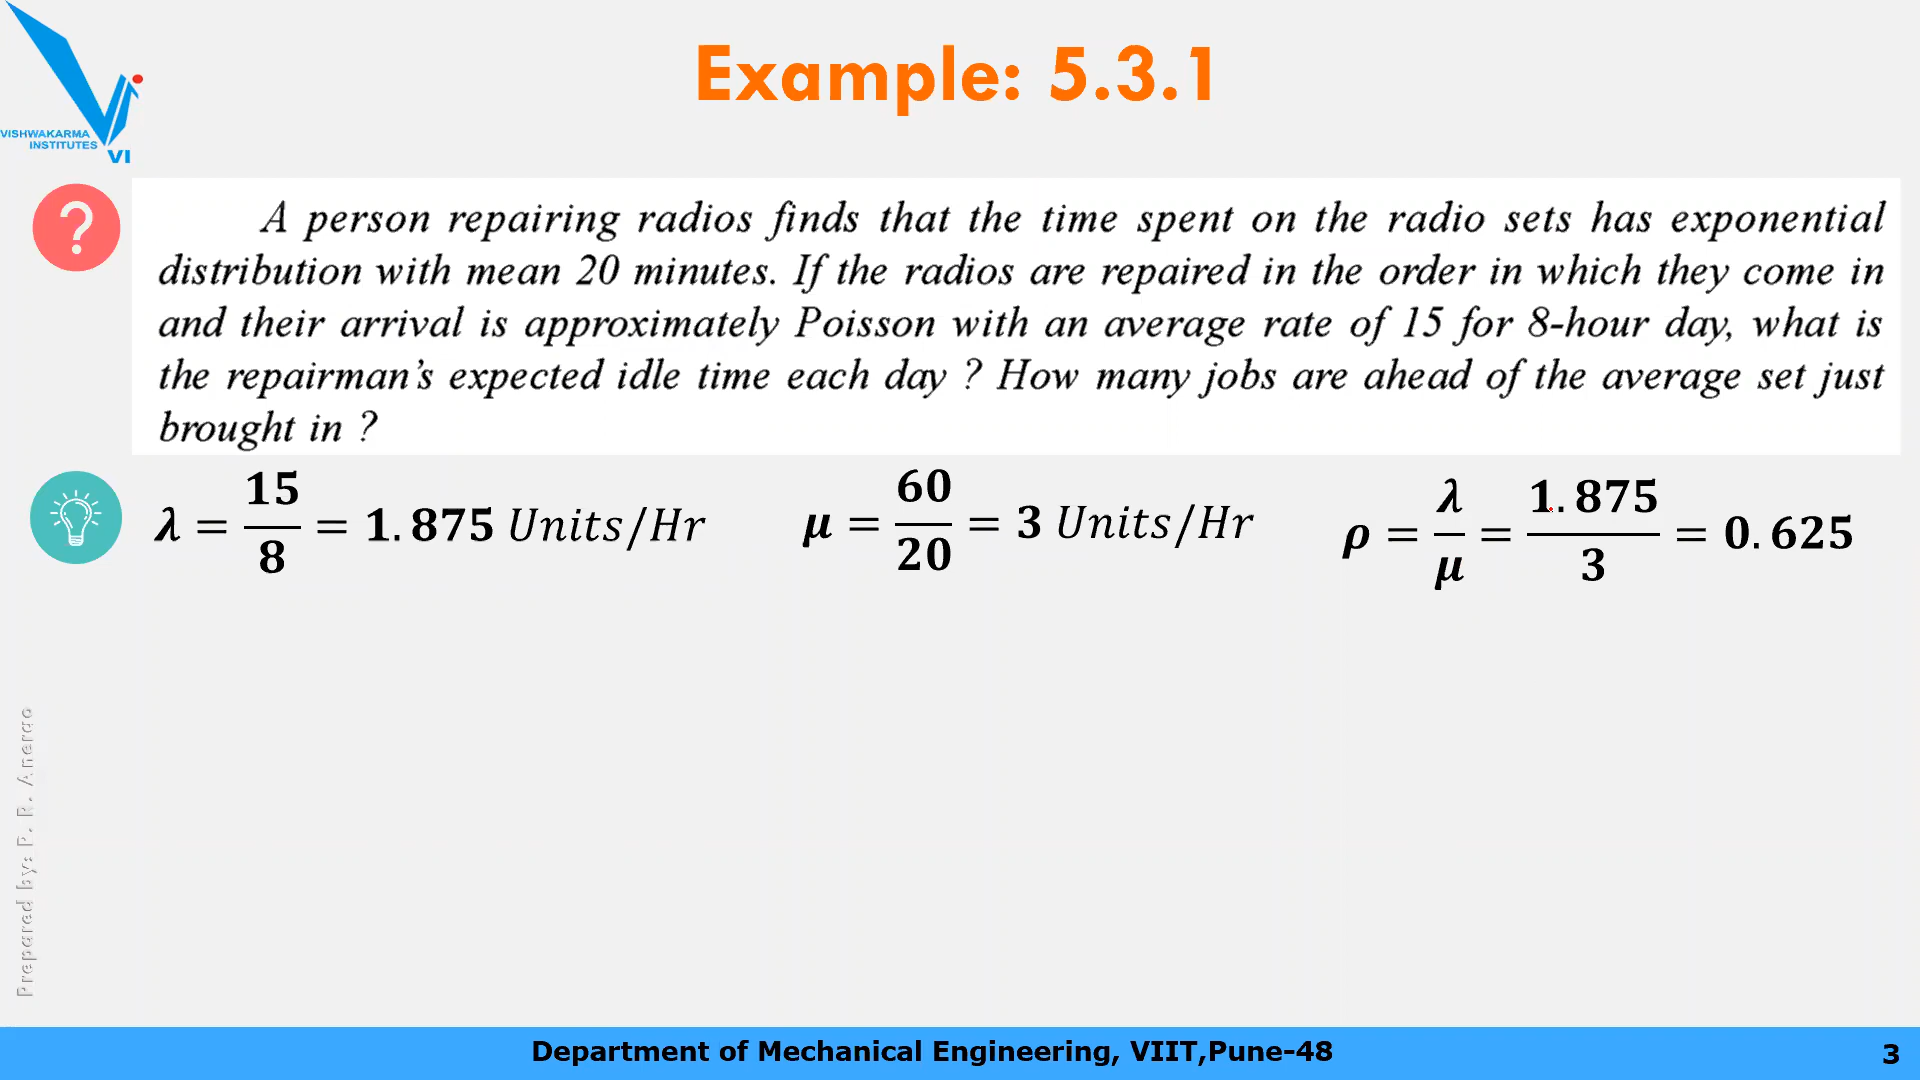 Example: 5.3.1
VISHWAKARMA
INSTITUTES
VI
?
A person repairing radios finds that the time spent on the radio sets has exponential
distribution with mean 20 minutes. If the radios are repaired in the order in which they come in
and their arrival is approximately Poisson with an average rate of 15 for 8-hour day, what is
the repairman's expected idle time each day ? How many jobs are ahead of the average set just
brought in ?
λ = 15/8 = 1.875 Units/Hr
μ = 60/20 = 3 Units/Hr
ρ = λ/μ = 1.875/3 = 0.625
Prepared by: P. R. Anerao
Department of Mechanical Engineering, VIIT,Pune-48
3